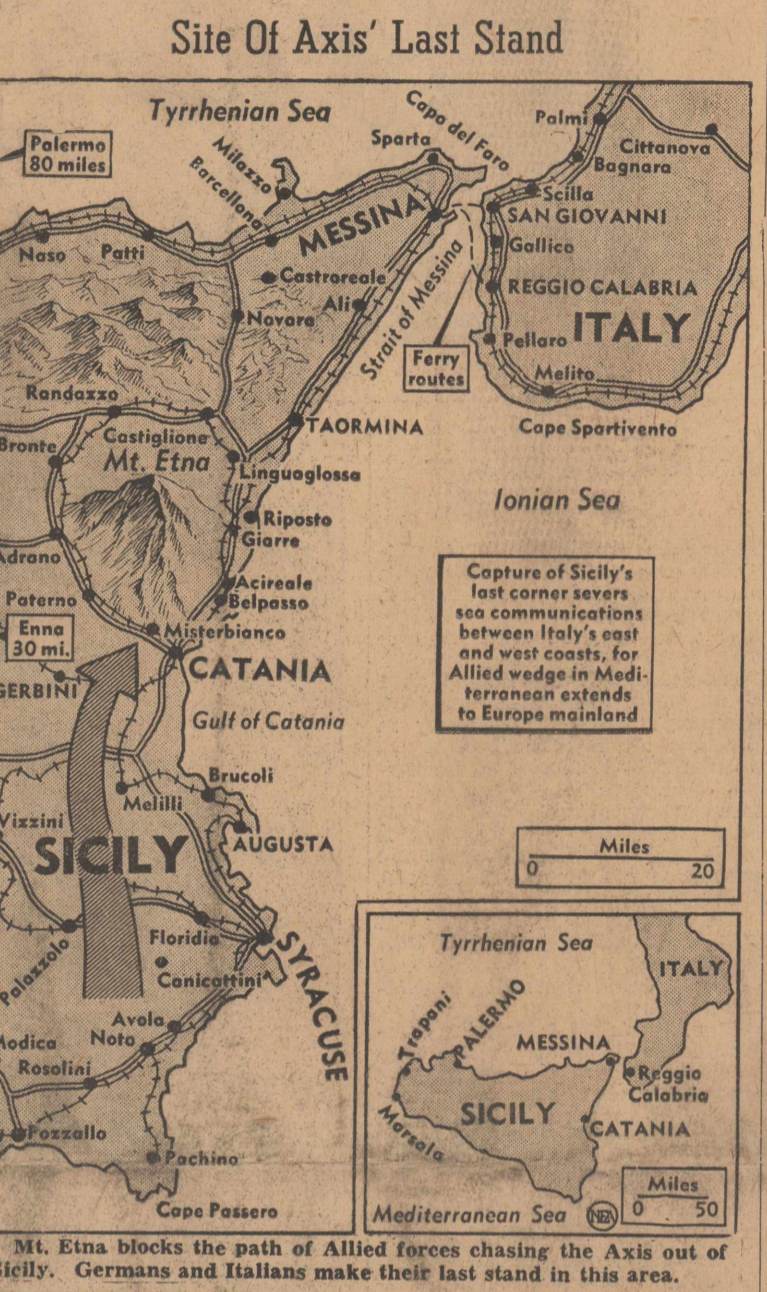 Site Of Axis' Last Stand
Tyrrhenian Sea
Capo del Faro
Palermo
80 miles
Milazzo
Barcellona
Sparta
Palmi
Cittanova
Bagnara
Scilla
MESSINA
SAN GIOVANNI
Naso
Patti
Gallico
Castroreale
Ali
REGGIO CALABRIA
Novara
Strait of Messina
ITALY
Pellaro
Ferry
routes
Melito
Randazzo
TAORMINA
Cape Spartivento
Bronte
Castiglione
Mt. Etna
Linguaglossa
Ionian Sea
Riposto
Giarre
Adrano
Acireale
Belpasso
Paterno
Misterbianco
Enna
30 mi.
CATANIA
GERBINI
Gulf of Catania
Capture of Sicily's
last corner severs
sea communications
between Italy's east
and west coasts, for
Allied wedge in Medi-
terranean extends
to Europe mainland
Brucoli
Melilli
Vizzini
AUGUSTA
SICILY
Miles
0 20
Palazzolo
Floridia
SYRACUSE
Canicattini
Avola
Noto
Modica
Rosolini
Pozzallo
Pachino
Cape Passero
Tyrrhenian Sea
ITALY
Trapani
PALERMO
MESSINA
Reggio
Calabria
SICILY
CATANIA
Marsala
Miles
0 50
Mediterranean Sea
NEA
Mt. Etna blocks the path of Allied forces chasing the Axis out of
icily. Germans and Italians make their last stand in this area.